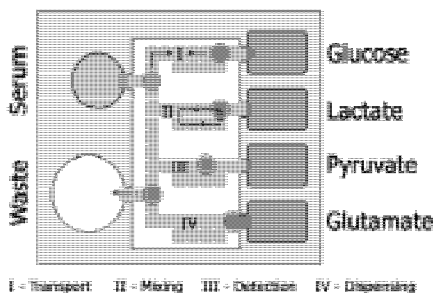 Serum
Waste
Glucose
Lactate
Pyruvate
Glutamate
I
II
III
IV
I - Transport II - Mixing III - Detection IV - Dispensing